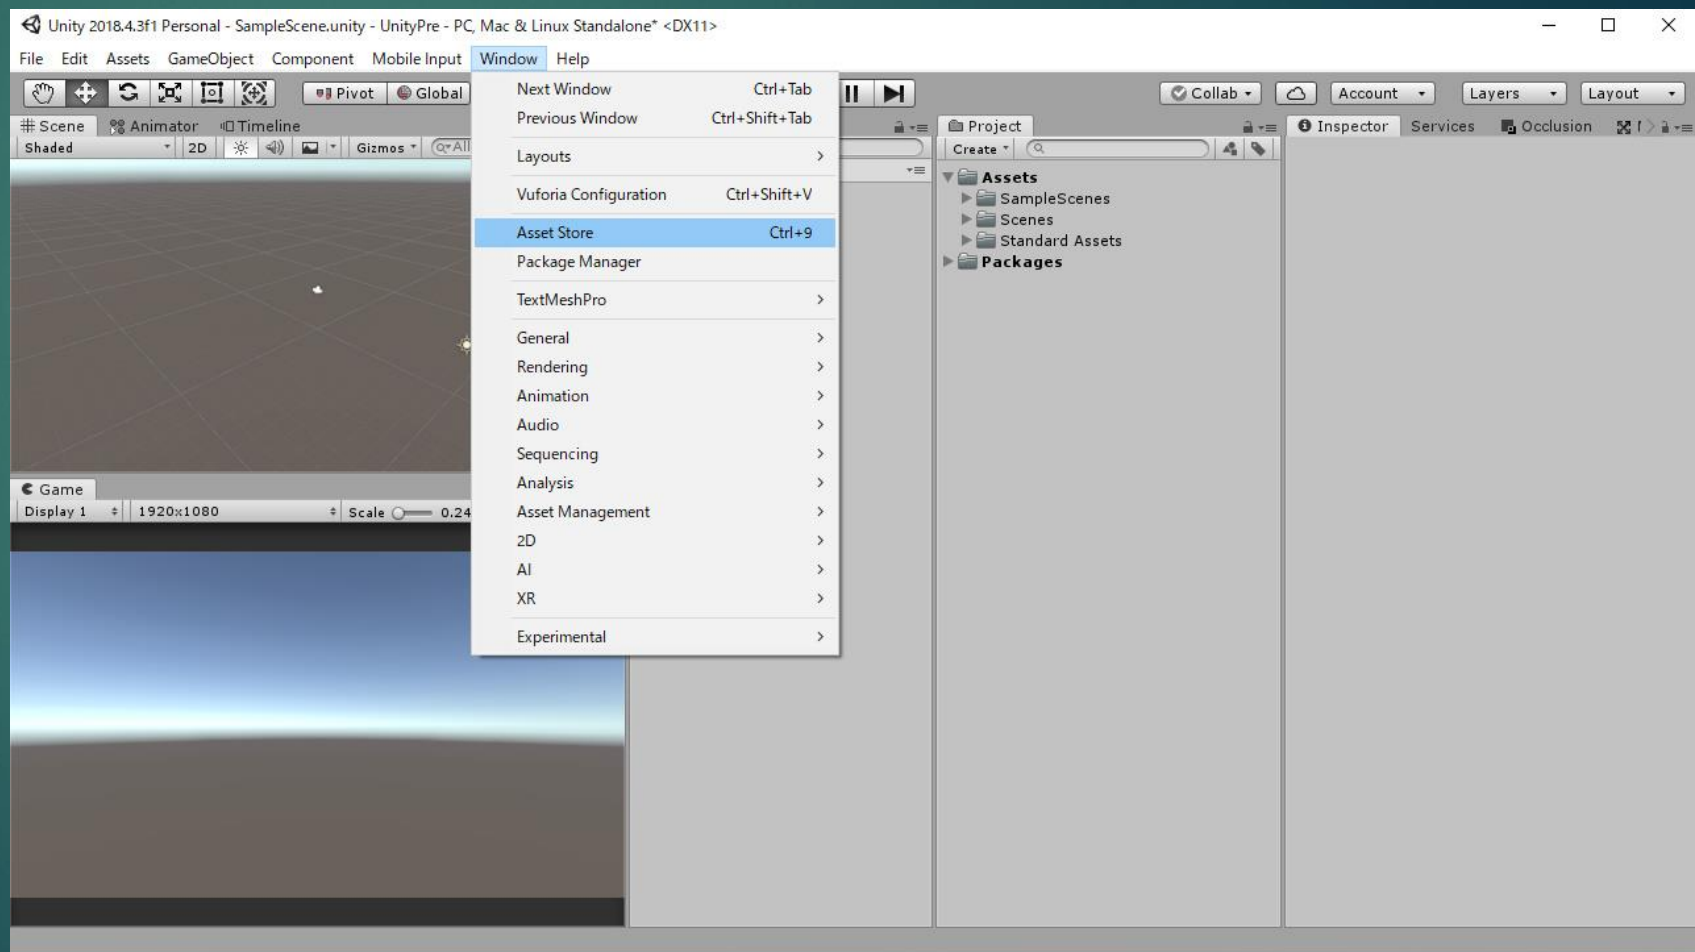 Unity 2018.4.3f1 Personal - SampleScene.unity - UnityPre - PC, Mac & Linux Standalone* <DX11>
File Edit Assets GameObject Component Mobile Input Window Help
Pivot Global Collab Account Layers Layout
Scene Animator Timeline
Shaded 2D Gizmos All
Next Window Ctrl+Tab
Previous Window Ctrl+Shift+Tab
Layouts
Vuforia Configuration Ctrl+Shift+V
Asset Store Ctrl+9
Package Manager
TextMeshPro
General
Rendering
Animation
Audio
Sequencing
Analysis
Asset Management
2D
AI
XR
Experimental
Project
Create
Assets
SampleScenes
Scenes
Standard Assets
Packages
Inspector Services Occlusion
Game
Display 1 1920x1080 Scale 0.24